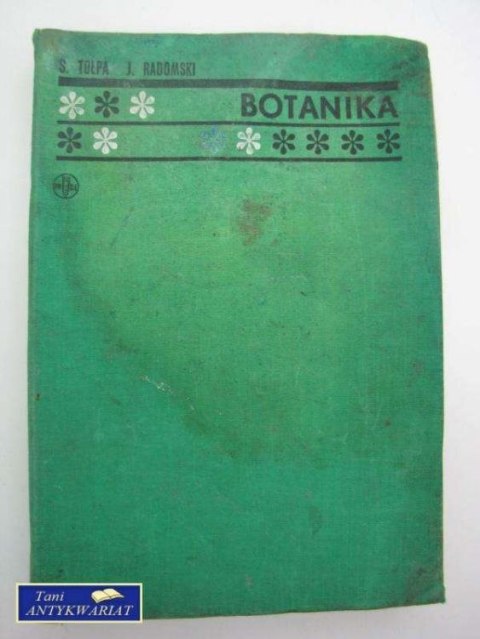 S. TOŁPA J. RADOMSKI
BOTANIKA
Tani
ANTYKWARIAT